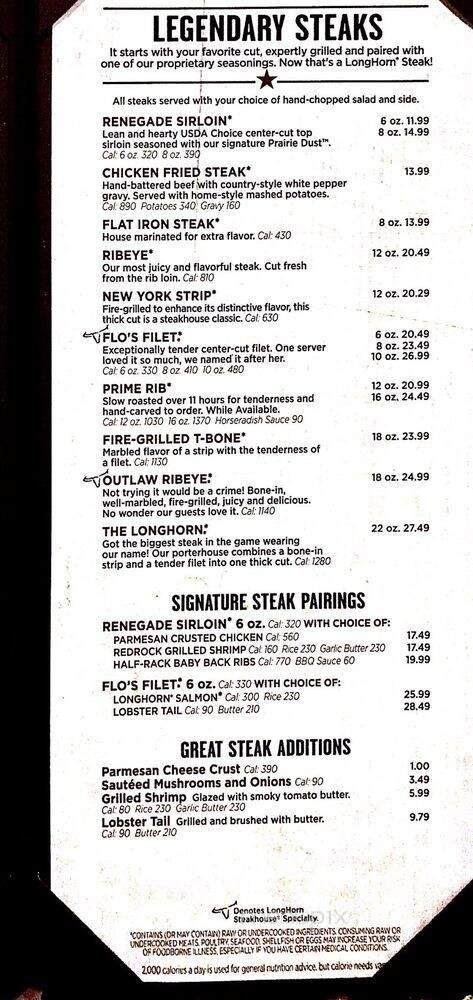 LEGENDARY STEAKS
It starts with your favorite cut, expertly grilled and paired with
one of our proprietary seasonings. Now that's a LongHorn® Steak!
All steaks served with your choice of hand-chopped salad and side.
RENEGADE SIRLOIN* 6 oz. 11.99
Lean and hearty USDA Choice center-cut top 8 oz. 14.99
sirloin seasoned with our signature Prairie Dust™.
Cal: 6 oz. 320 8 oz. 390
CHICKEN FRIED STEAK* 13.99
Hand-battered beef with country-style white pepper
gravy. Served with home-style mashed potatoes.
Cal: 890 Potatoes 340 Gravy 160
FLAT IRON STEAK* 8 oz. 13.99
House marinated for extra flavor. Cal: 430
RIBEYE* 12 oz. 20.49
Our most juicy and flavorful steak. Cut fresh
from the rib loin. Cal: 810
NEW YORK STRIP* 12 oz. 20.29
Fire-grilled to enhance its distinctive flavor, this
thick cut is a steakhouse classic. Cal: 630
FLO'S FILET®* 6 oz. 20.49
Exceptionally tender center-cut filet. One server 8 oz. 23.49
loved it so much, we named it after her. 10 oz. 26.99
Cal: 6 oz. 330 8 oz. 410 10 oz. 480
PRIME RIB* 12 oz. 20.99
Slow roasted over 11 hours for tenderness and 16 oz. 24.49
hand-carved to order. While Available.
Cal: 12 oz. 1030 16 oz. 1370 Horseradish Sauce 90
FIRE-GRILLED T-BONE* 18 oz. 23.99
Marbled flavor of a strip with the tenderness of
a filet. Cal: 1130
OUTLAW RIBEYE®* 18 oz. 24.99
Not trying it would be a crime! Bone-in,
well-marbled, fire-grilled, juicy and delicious.
No wonder our guests love it. Cal: 1140
THE LONGHORN®* 22 oz. 27.49
Got the biggest steak in the game wearing
our name! Our porterhouse combines a bone-in
strip and a tender filet into one thick cut. Cal: 1280
SIGNATURE STEAK PAIRINGS
RENEGADE SIRLOIN* 6 oz. Cal: 320 WITH CHOICE OF:
PARMESAN CRUSTED CHICKEN Cal: 560 17.49
REDROCK GRILLED SHRIMP Cal: 160 Rice 230 Garlic Butter 230 17.49
HALF-RACK BABY BACK RIBS Cal: 770 BBQ Sauce 60 19.99
FLO'S FILET®* 6 oz. Cal: 330 WITH CHOICE OF:
LONGHORN® SALMON* Cal: 300 Rice 230 25.99
LOBSTER TAIL Cal: 90 Butter 210 28.49
GREAT STEAK ADDITIONS
Parmesan Cheese Crust Cal: 390 1.00
Sautéed Mushrooms and Onions Cal: 90 3.49
Grilled Shrimp Glazed with smoky tomato butter. 5.99
Cal: 80 Rice 230 Garlic Butter 230
Lobster Tail Grilled and brushed with butter. 9.79
Cal: 90 Butter 210
Denotes LongHorn
Steakhouse® Specialty.
*CONTAINS (OR MAY CONTAIN) RAW OR UNDERCOOKED INGREDIENTS. CONSUMING RAW OR
UNDERCOOKED MEATS, POULTRY, SEAFOOD, SHELLFISH OR EGGS MAY INCREASE YOUR RISK
OF FOODBORNE ILLNESS, ESPECIALLY IF YOU HAVE CERTAIN MEDICAL CONDITIONS.
2,000 calories a day is used for general nutrition advice, but calorie needs